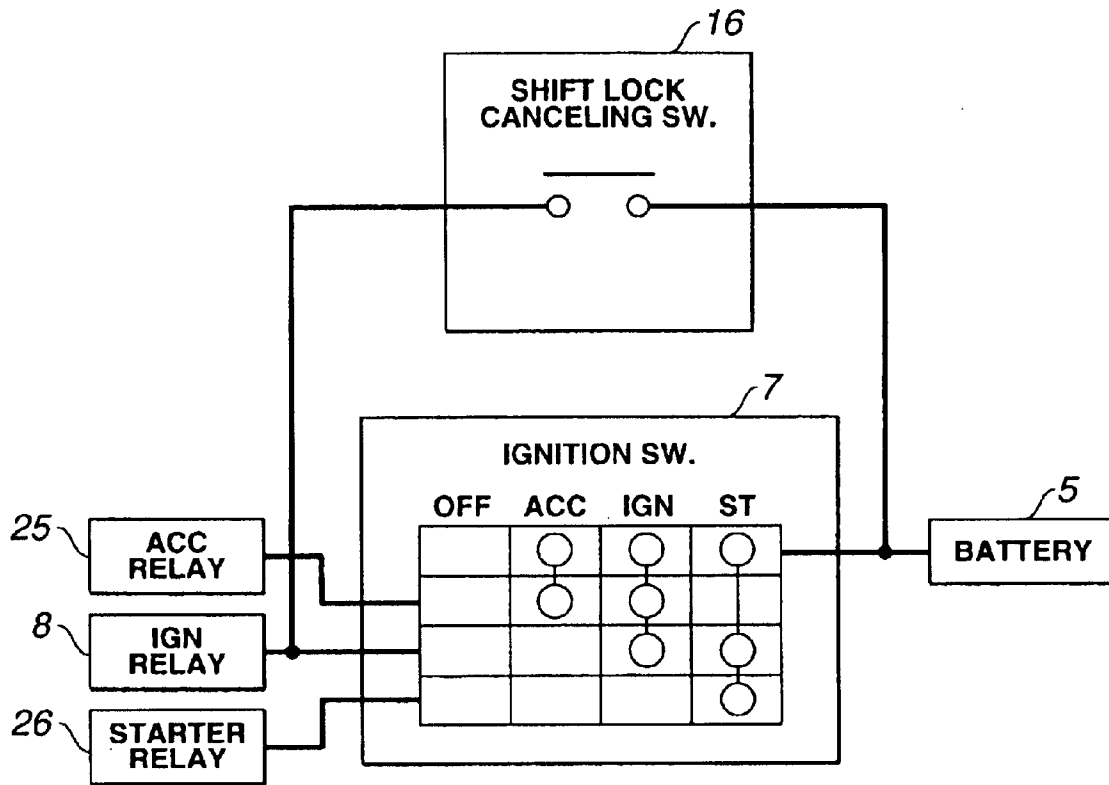 16
SHIFT LOCK
CANCELING SW.
7
IGNITION SW.
OFF ACC IGN ST
25
ACC
RELAY
5
BATTERY
8
IGN
RELAY
26
STARTER
RELAY